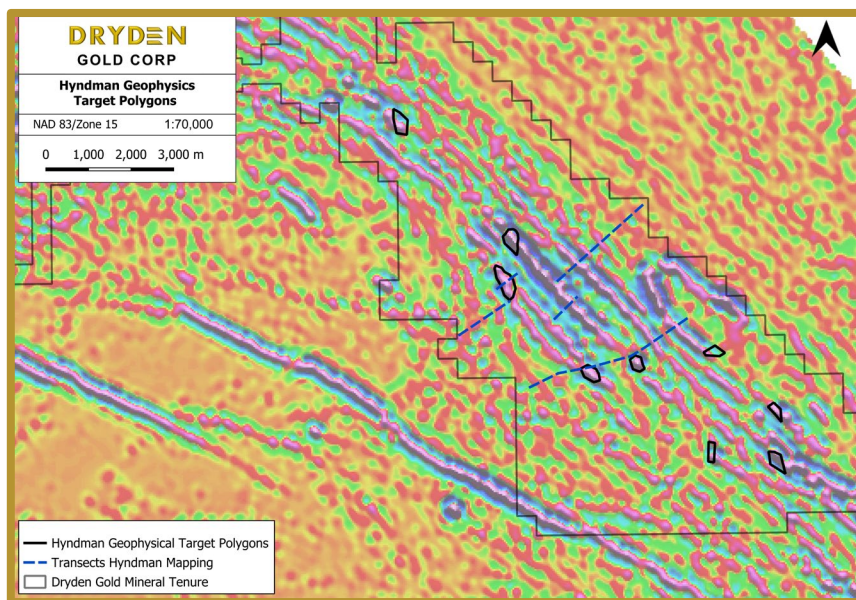 DRYDEN
GOLD CORP
Hyndman Geophysics
Target Polygons
NAD 83/Zone 15 1:70,000
0 1,000 2,000 3,000 m
Hyndman Geophysical Target Polygons
Transects Hyndman Mapping
Dryden Gold Mineral Tenure